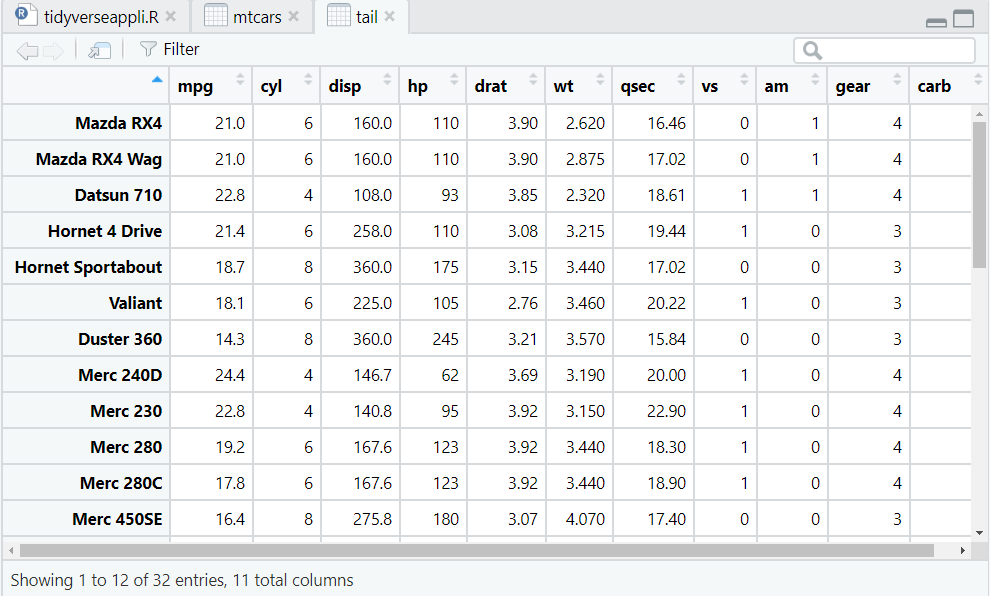 R tidyverseappli.R mtcars tail
Filter
mpg cyl disp hp drat wt qsec vs am gear carb
Mazda RX4 21.0 6 160.0 110 3.90 2.620 16.46 0 1 4
Mazda RX4 Wag 21.0 6 160.0 110 3.90 2.875 17.02 0 1 4
Datsun 710 22.8 4 108.0 93 3.85 2.320 18.61 1 1 4
Hornet 4 Drive 21.4 6 258.0 110 3.08 3.215 19.44 1 0 3
Hornet Sportabout 18.7 8 360.0 175 3.15 3.440 17.02 0 0 3
Valiant 18.1 6 225.0 105 2.76 3.460 20.22 1 0 3
Duster 360 14.3 8 360.0 245 3.21 3.570 15.84 0 0 3
Merc 240D 24.4 4 146.7 62 3.69 3.190 20.00 1 0 4
Merc 230 22.8 4 140.8 95 3.92 3.150 22.90 1 0 4
Merc 280 19.2 6 167.6 123 3.92 3.440 18.30 1 0 4
Merc 280C 17.8 6 167.6 123 3.92 3.440 18.90 1 0 4
Merc 450SE 16.4 8 275.8 180 3.07 4.070 17.40 0 0 3
Showing 1 to 12 of 32 entries, 11 total columns